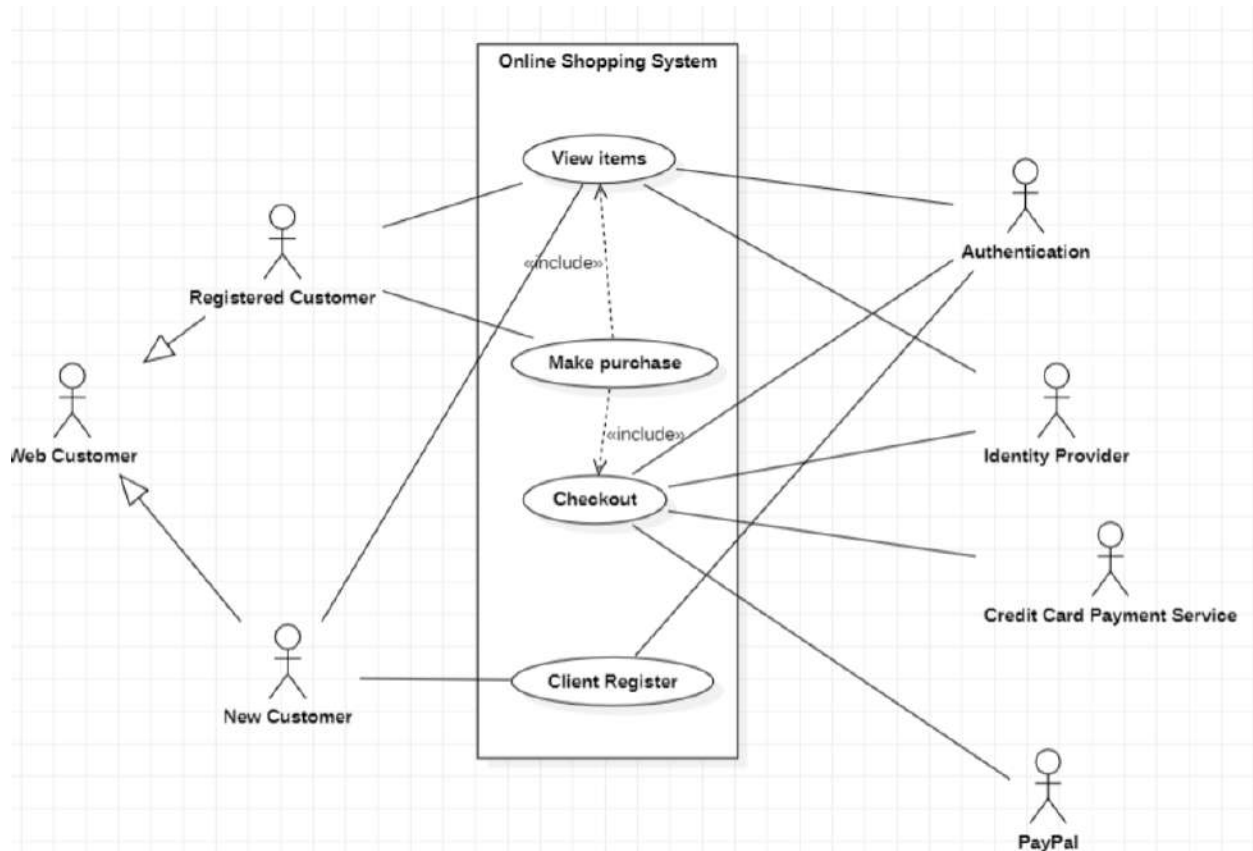 Online Shopping System
View items
Authentication
«include»
Registered Customer
Make purchase
Web Customer
Identity Provider
«include»
Checkout
Credit Card Payment Service
Client Register
New Customer
PayPal